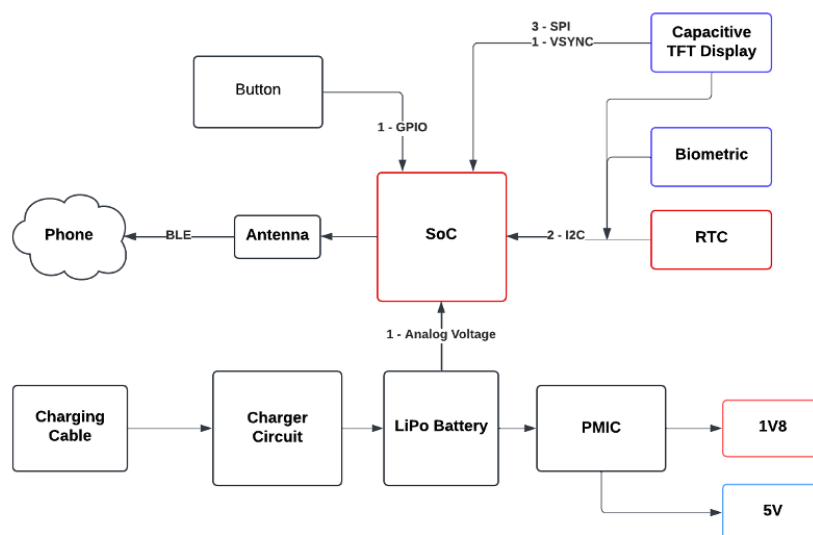 3 - SPI
1 - VSYNC
Capacitive
TFT Display
Button
1 - GPIO
Biometric
Phone
BLE
Antenna
SoC
2 - I2C
RTC
1 - Analog Voltage
Charging
Cable
Charger
Circuit
LiPo Battery
PMIC
1V8
5V